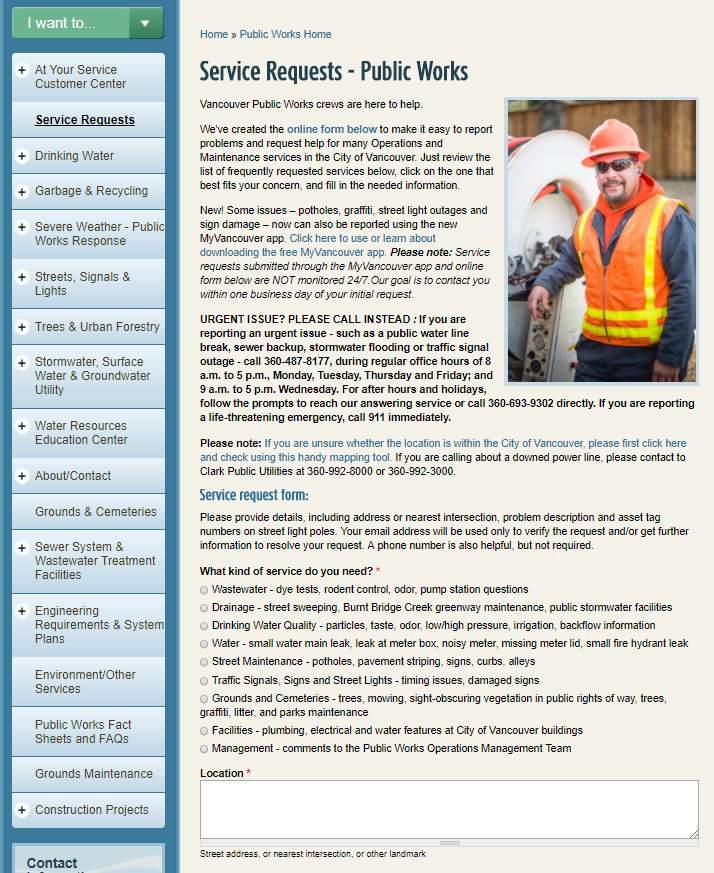 I want to...
At Your Service
Customer Center
Service Requests
Drinking Water
Garbage & Recycling
Severe Weather - Public
Works Response
Streets, Signals &
Lights
Trees & Urban Forestry
Stormwater, Surface
Water & Groundwater
Utility
Water Resources
Education Center
About/Contact
Grounds & Cemeteries
Sewer System &
Wastewater Treatment
Facilities
Engineering
Requirements & System
Plans
Environment/Other
Services
Public Works Fact
Sheets and FAQs
Grounds Maintenance
Construction Projects
Contact
Home » Public Works Home
Service Requests - Public Works
Vancouver Public Works crews are here to help.
We've created the online form below to make it easy to report
problems and request help for many Operations and
Maintenance services in the City of Vancouver. Just review the
list of frequently requested services below, click on the one that
best fits your concern, and fill in the needed information.
New! Some issues – potholes, graffiti, street light outages and
sign damage – now can also be reported using the new
MyVancouver app. Click here to use or learn about
downloading the free MyVancouver app. Please note: Service
requests submitted through the MyVancouver app and online
form below are NOT monitored 24/7.Our goal is to contact you
within one business day of your initial request.
URGENT ISSUE? PLEASE CALL INSTEAD : If you are
reporting an urgent issue - such as a public water line
break, sewer backup, stormwater flooding or traffic signal
outage - call 360-487-8177, during regular office hours of 8
a.m. to 5 p.m., Monday, Tuesday, Thursday and Friday; and
9 a.m. to 5 p.m. Wednesday. For after hours and holidays,
follow the prompts to reach our answering service or call 360-693-9302 directly. If you are reporting
a life-threatening emergency, call 911 immediately.
Please note: If you are unsure whether the location is within the City of Vancouver, please first click here
and check using this handy mapping tool. If you are calling about a downed power line, please contact to
Clark Public Utilities at 360-992-8000 or 360-992-3000.
Service request form:
Please provide details, including address or nearest intersection, problem description and asset tag
numbers on street light poles. Your email address will be used only to verify the request and/or get further
information to resolve your request. A phone number is also helpful, but not required.
What kind of service do you need? *
Wastewater - dye tests, rodent control, odor, pump station questions
Drainage - street sweeping, Burnt Bridge Creek greenway maintenance, public stormwater facilities
Drinking Water Quality - particles, taste, odor, low/high pressure, irrigation, backflow information
Water - small water main leak, leak at meter box, noisy meter, missing meter lid, small fire hydrant leak
Street Maintenance - potholes, pavement striping, signs, curbs, alleys
Traffic Signals, Signs and Street Lights - timing issues, damaged signs
Grounds and Cemeteries - trees, mowing, sight-obscuring vegetation in public rights of way, trees,
graffiti, litter, and parks maintenance
Facilities - plumbing, electrical and water features at City of Vancouver buildings
Management - comments to the Public Works Operations Management Team
Location *
Street address, or nearest intersection, or other landmark